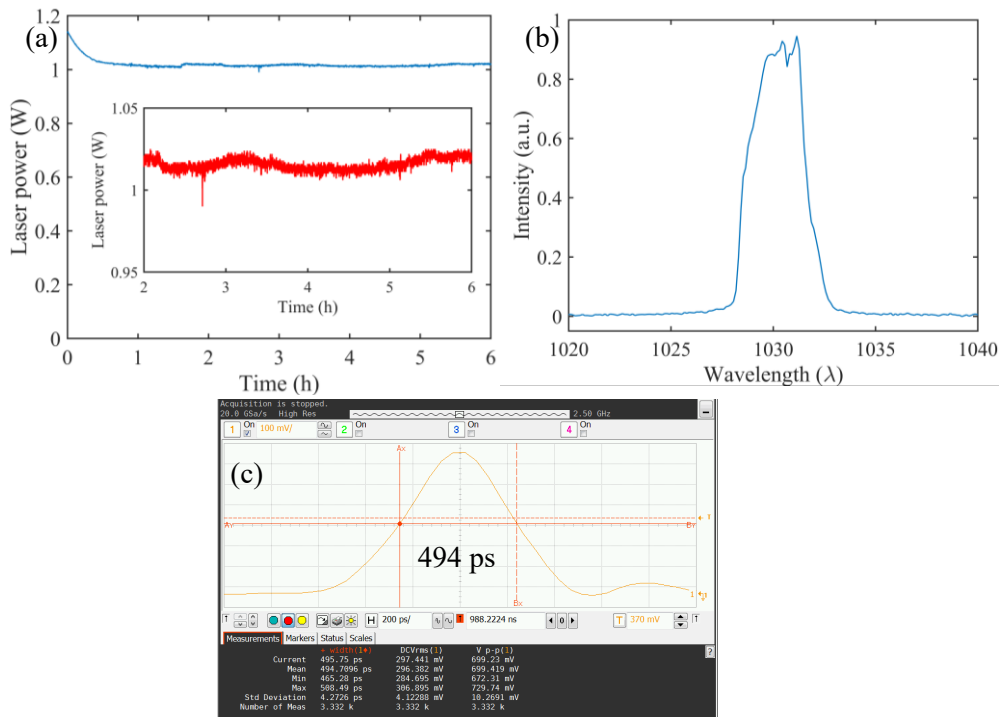 (a)
1.2
1
0.8
0.6
0.4
0.2
0
Laser power (W)
0 1 2 3 4 5 6
Time (h)
1.05
1
0.95
Laser power (W)
2 3 4 5 6
Time (h)
(b)
1
0.8
0.6
0.4
0.2
0
Intensity (a.u.)
1020 1025 1030 1035 1040
Wavelength (λ)
Acquisition is stopped.
20.0 GSa/s High Res 2.50 GHz
1 On 100 mV/ 2 On 3 On 4 On
(c)
Ax
Ay By
494 ps
Bx
H 200 ps/ 988.2224 ns 0 T 370 mV
Measurements Markers Status Scales
+ width(1+) DCVrms(1) V p-p(1)
Current 495.75 ps 297.441 mV 699.23 mV
Mean 494.7096 ps 296.382 mV 699.419 mV
Min 465.28 ps 284.695 mV 672.31 mV
Max 508.49 ps 306.895 mV 729.74 mV
Std Deviation 4.2726 ps 4.12288 mV 10.2691 mV
Number of Meas 3.332 k 3.332 k 3.332 k
?